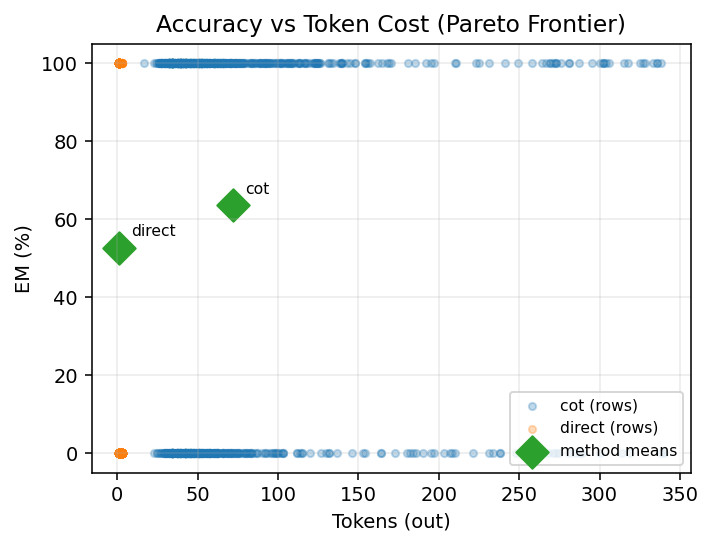 Accuracy vs Token Cost (Pareto Frontier)
100
80
60
40
20
0
EM (%)
cot
direct
cot (rows)
direct (rows)
method means
0 50 100 150 200 250 300 350
Tokens (out)